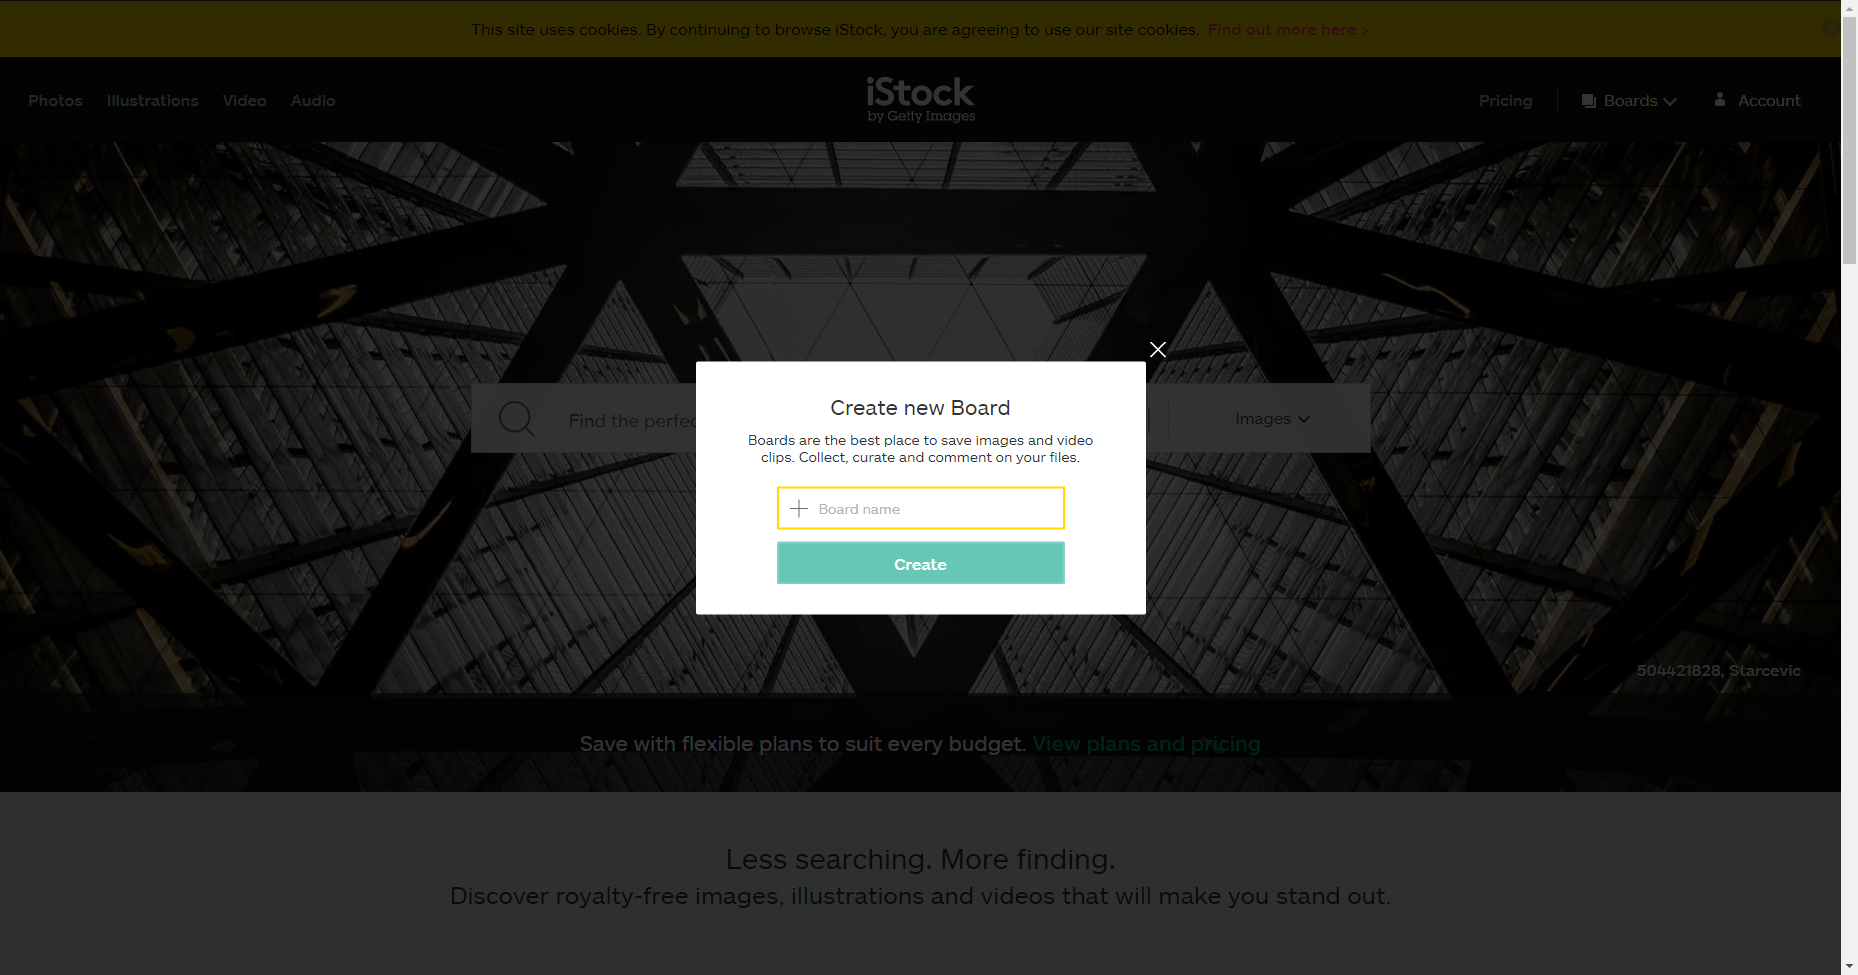 This site uses cookies. By continuing to browse iStock, you are agreeing to use our site cookies. Find out more here ›
Photos Illustrations Video Audio
iStock
by Getty Images
Pricing Boards Account
Create new Board
Boards are the best place to save images and video
clips. Collect, curate and comment on your files.
Find the perfec
Images
Board name
Create
504421828, Starcevic
Save with flexible plans to suit every budget. View plans and pricing
Less searching. More finding.
Discover royalty-free images, illustrations and videos that will make you stand out.